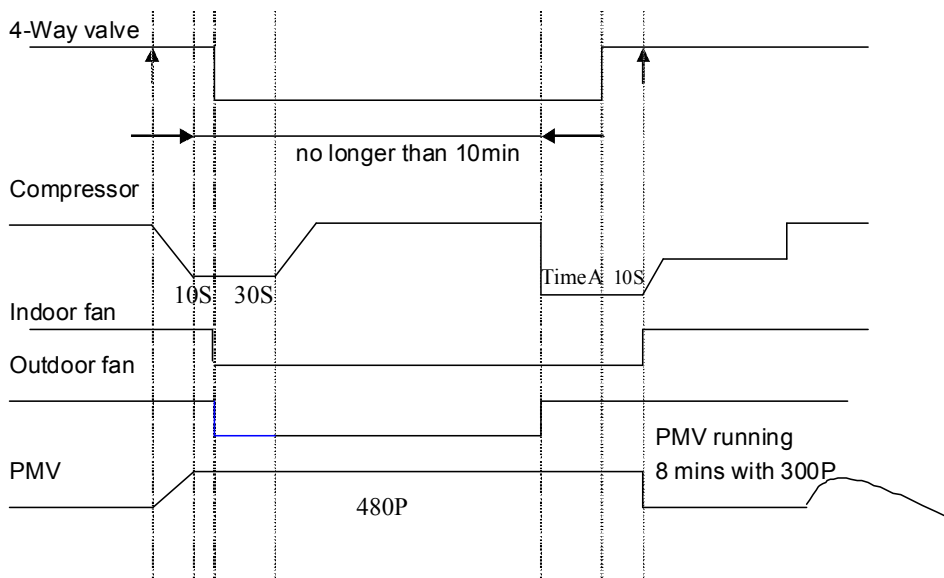 4-Way valve
no longer than 10min
Compressor
TimeA 10S
10S 30S
Indoor fan
Outdoor fan
PMV running
PMV
8 mins with 300P
480P